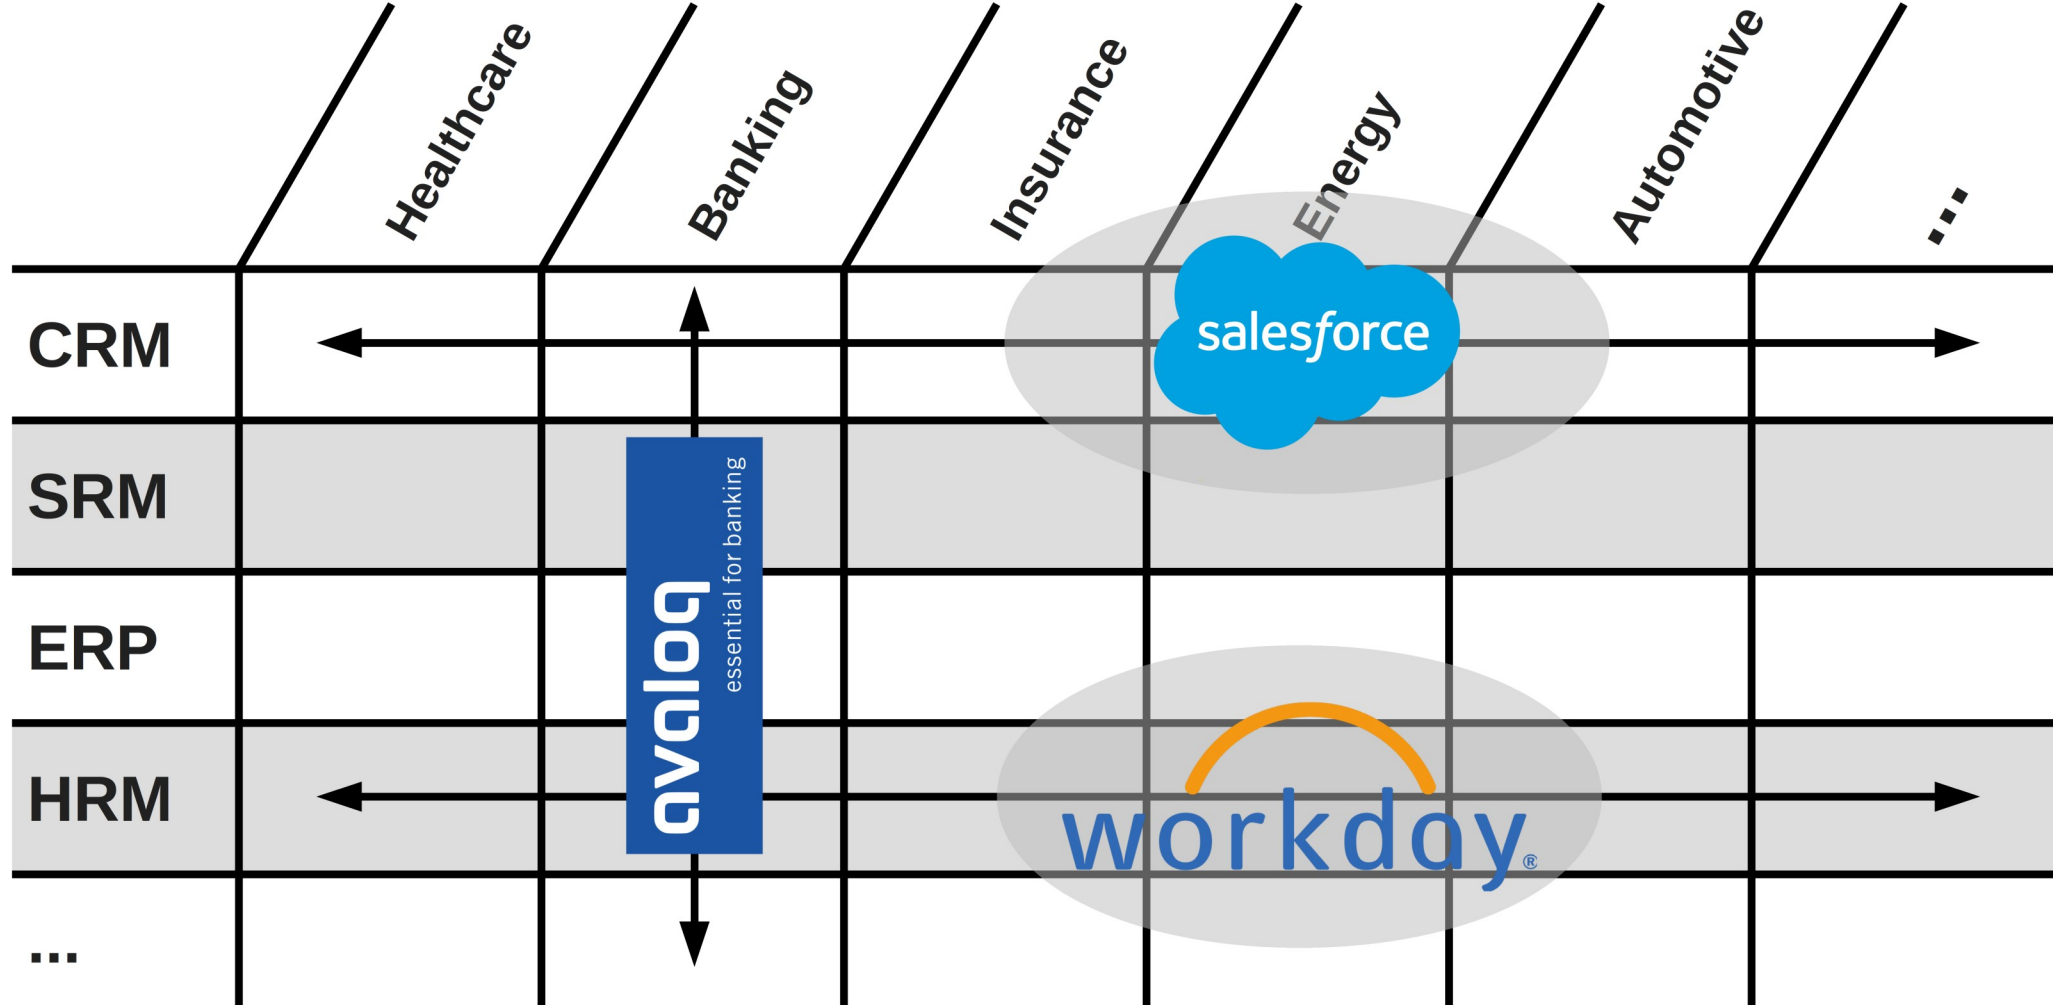 Healthcare
Banking
Insurance
Energy
Automotive
...
CRM
salesforce
SRM
ERP
HRM
avaloq
essential for banking
workday®
...